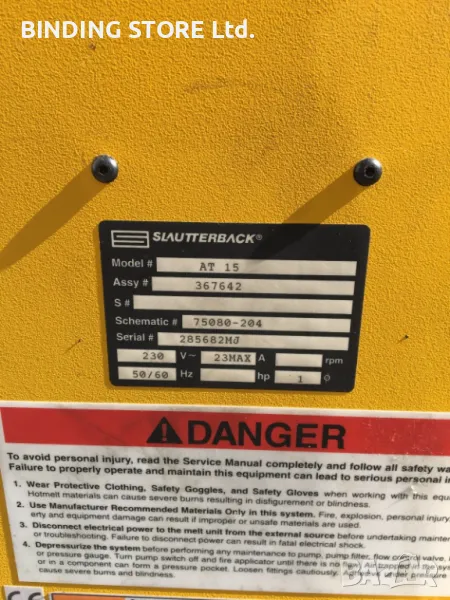 BINDING STORE Ltd.
SLAUTTERBACK®
Model # AT 15
Assy # 367642
S #
Schematic # 75080-204
Serial # 285682MJ
230 V~ 23MAX A rpm
50/60 Hz hp 1 Ø
DANGER
To avoid personal injury, read the Service Manual completely and follow all safety wa
Failure to properly operate and maintain this equipment can lead to serious personal in
1. Wear Protective Clothing, Safety Goggles, and Safety Gloves when working with this equ
Hotmelt materials can cause severe burns resulting in disfigurement or blindness.
2. Use Manufacturer Recommended Materials Only in this system. Fire, explosion, personal injury
erty and equipment damage can result if improper or unsafe materials are used.
3. Disconnect electrical power to the melt unit from the external source before undertaking mainten
or troubleshooting. Failure to disconnect power can result in fatal electrical shock.
4. Depressurize the system before performing any maintenance to pump, pump filter, flow control valve,
or pressure gauge. Turn pump switch off and fire applicator until there is no
or in a component can form a pressure pocket. Loosen fittings cautiously,
cause severe burns and blindness.
CE